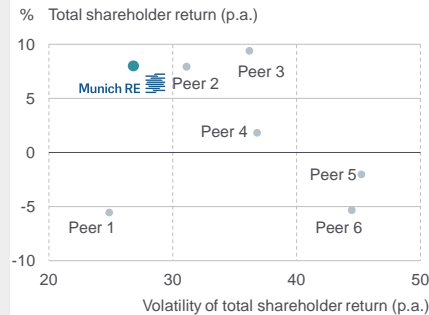 % Total shareholder return (p.a.)
10
Peer 3
Munich RE
Peer 2
5
Peer 4
0
Peer 5
-5
Peer 1
Peer 6
-10
20 30 40 50
Volatility of total shareholder return (p.a.)